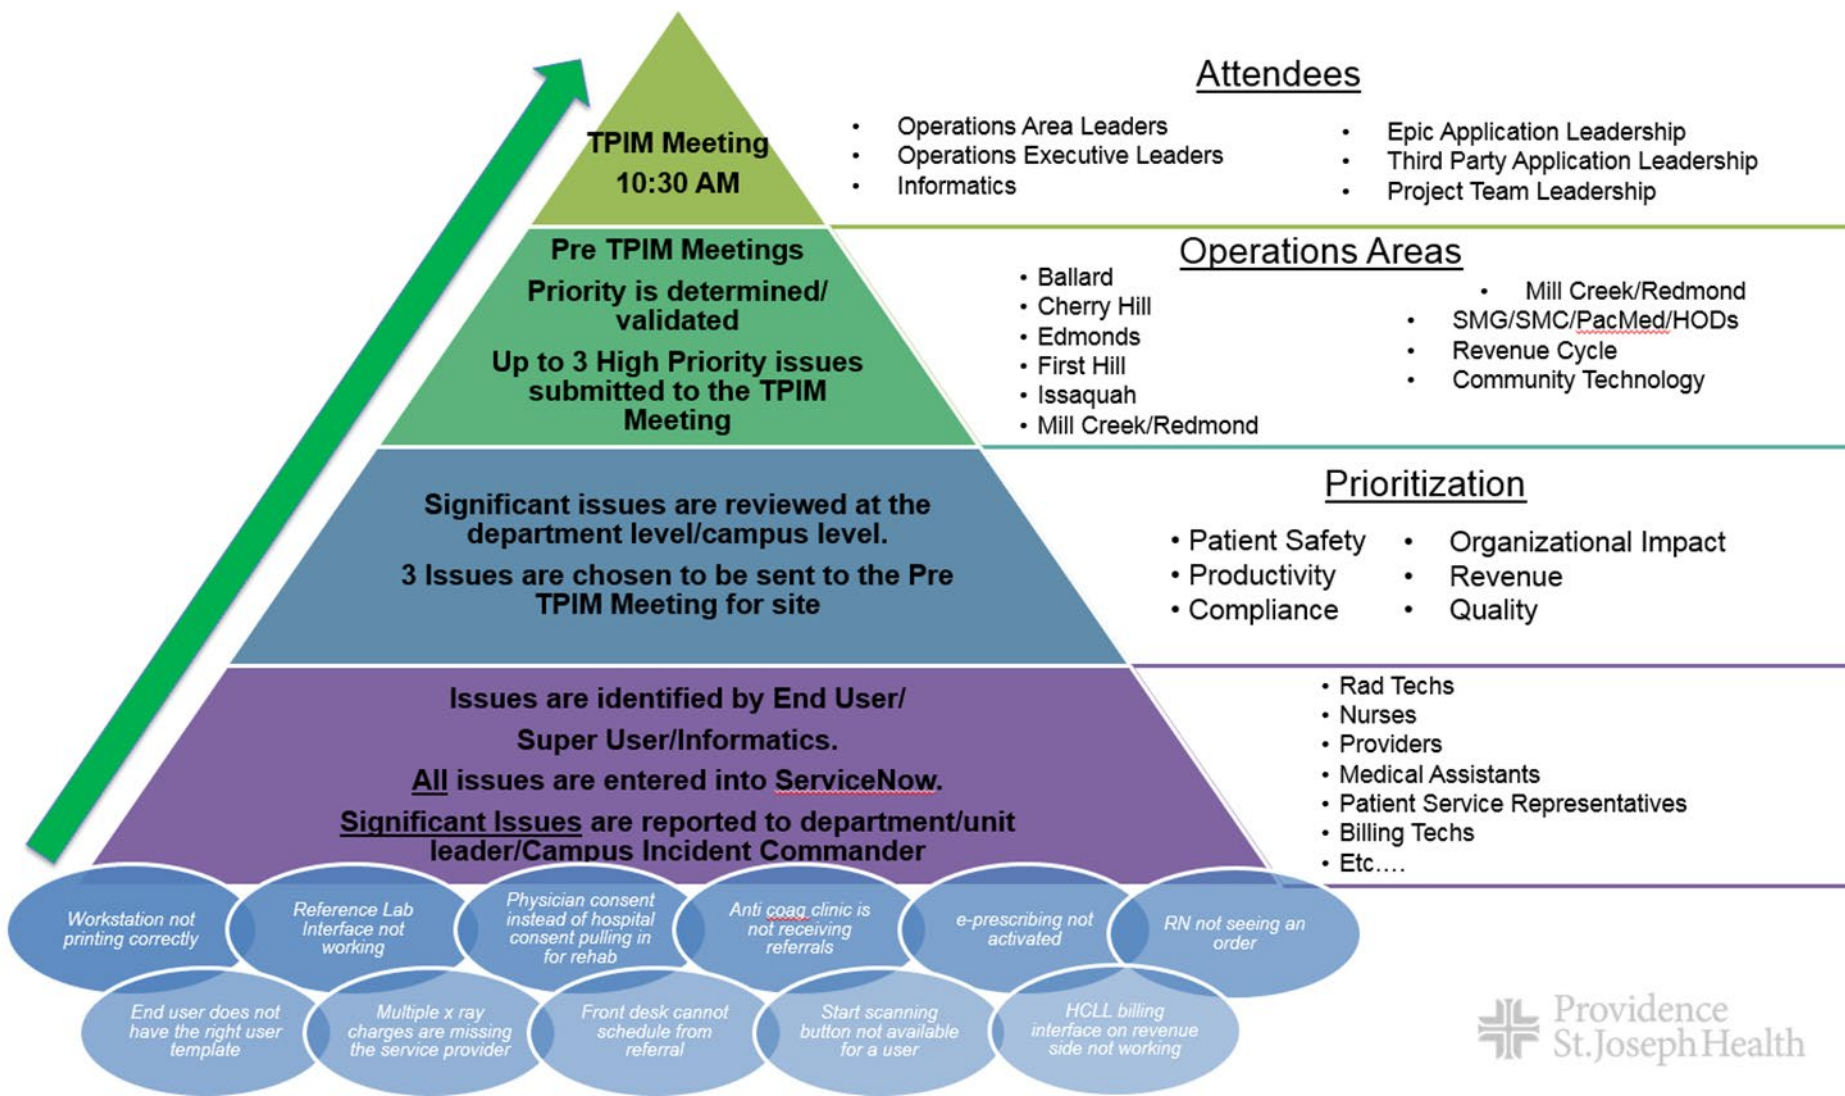 TPIM Meeting
10:30 AM
Attendees
• Operations Area Leaders
• Operations Executive Leaders
• Informatics
• Epic Application Leadership
• Third Party Application Leadership
• Project Team Leadership
Pre TPIM Meetings
Priority is determined/
validated
Up to 3 High Priority issues
submitted to the TPIM
Meeting
Operations Areas
• Ballard
• Cherry Hill
• Edmonds
• First Hill
• Issaquah
• Mill Creek/Redmond
• Mill Creek/Redmond
• SMG/SMC/PacMed/HODs
• Revenue Cycle
• Community Technology
Significant issues are reviewed at the
department level/campus level.
3 Issues are chosen to be sent to the Pre
TPIM Meeting for site
Prioritization
• Patient Safety
• Productivity
• Compliance
• Organizational Impact
• Revenue
• Quality
Issues are identified by End User/
Super User/Informatics.
All issues are entered into ServiceNow.
Significant Issues are reported to department/unit
leader/Campus Incident Commander
• Rad Techs
• Nurses
• Providers
• Medical Assistants
• Patient Service Representatives
• Billing Techs
• Etc....
Workstation not
printing correctly
Reference Lab
Interface not
working
Physician consent
instead of hospital
consent pulling in
for rehab
Anti coag clinic is
not receiving
referrals
e-prescribing not
activated
RN not seeing an
order
End user does not
have the right user
template
Multiple x ray
charges are missing
the service provider
Front desk cannot
schedule from
referral
Start scanning
button not available
for a user
HCLL billing
interface on revenue
side not working
Providence
St.Joseph Health